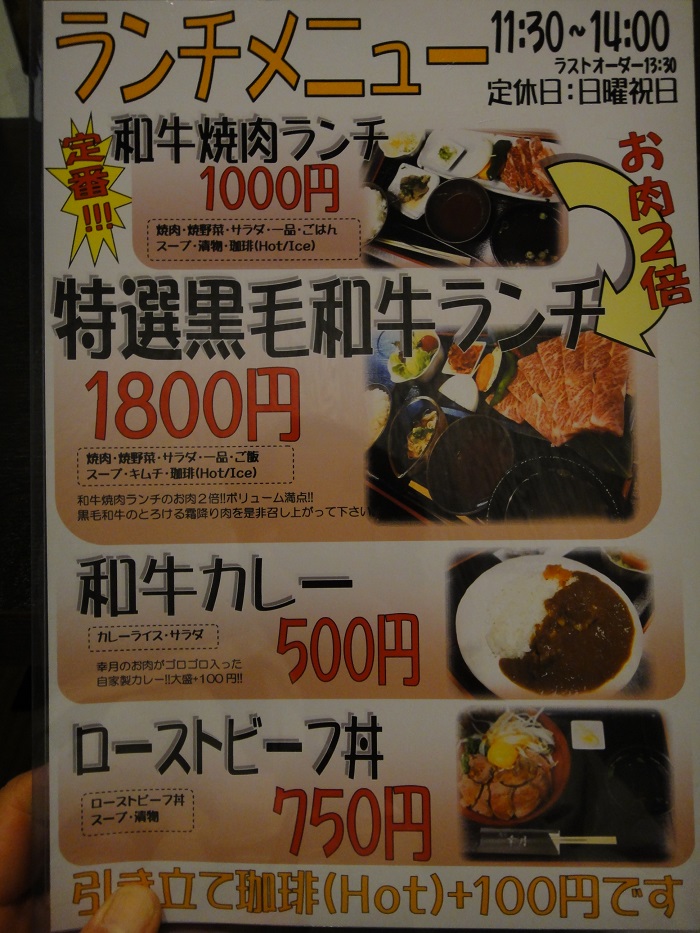 ランチメニュー
11:30~14:00
ラストオーダー13:30
定休日:日曜祝日
定番!!!
和牛焼肉ランチ
1000円
焼肉・焼野菜・サラダ・一品・ごはん
スープ・漬物・珈琲(Hot/Ice)
お肉2倍
特選黒毛和牛ランチ
1800円
焼肉・焼野菜・サラダ・一品・ご飯
スープ・キムチ・珈琲(Hot/Ice)
和牛焼肉ランチのお肉2倍!!ボリューム満点!!
黒毛和牛のとろける霜降り肉を是非召し上がって下さい
和牛カレー
カレーライス・サラダ
500円
幸月のお肉がゴロゴロ入った
自家製カレー!!大盛+100円!!
ローストビーフ丼
ローストビーフ丼
スープ・漬物
750円
引き立て珈琲(Hot)+100円です